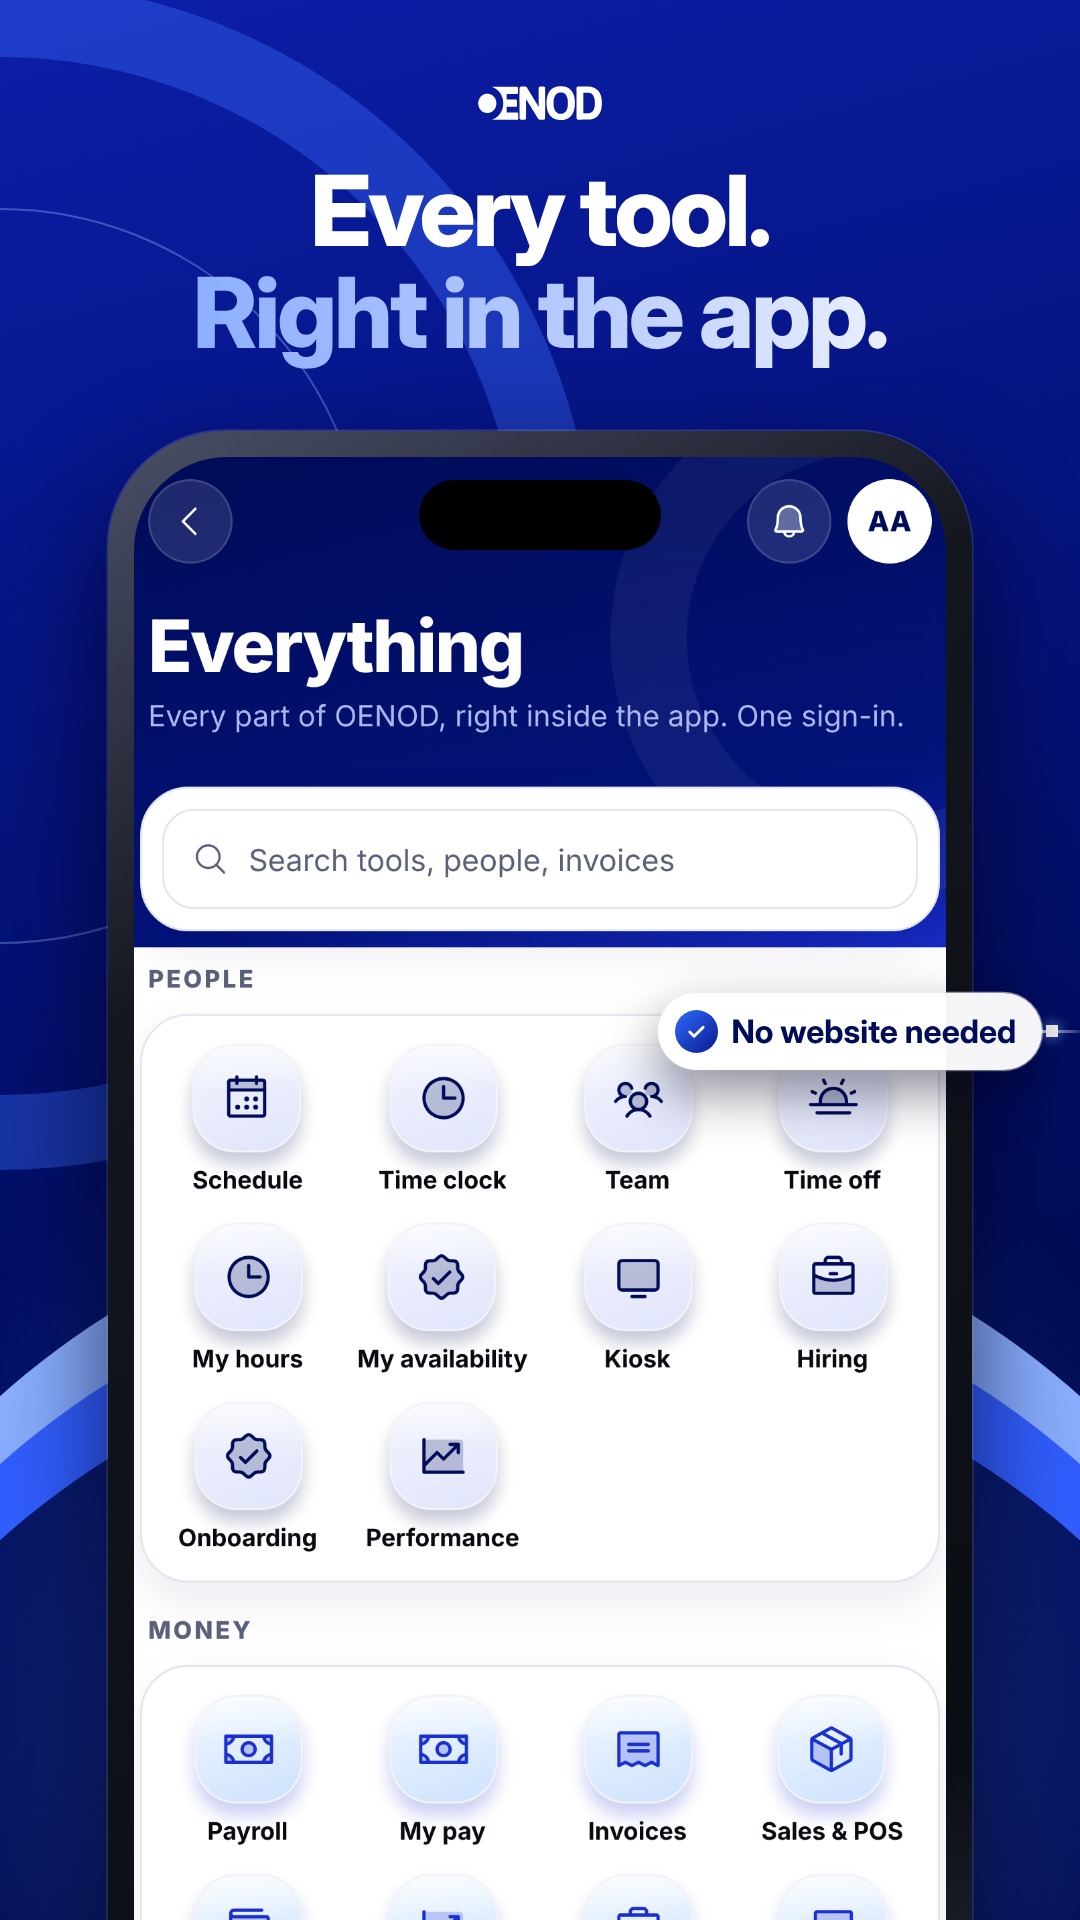 OENOD
Every tool.
Right in the app.
AA
Everything
Every part of OENOD, right inside the app. One sign-in.
Search tools, people, invoices
PEOPLE
No website needed
Schedule
Time clock
Team
Time off
My hours
My availability
Kiosk
Hiring
Onboarding
Performance
MONEY
Payroll
My pay
Invoices
Sales & POS